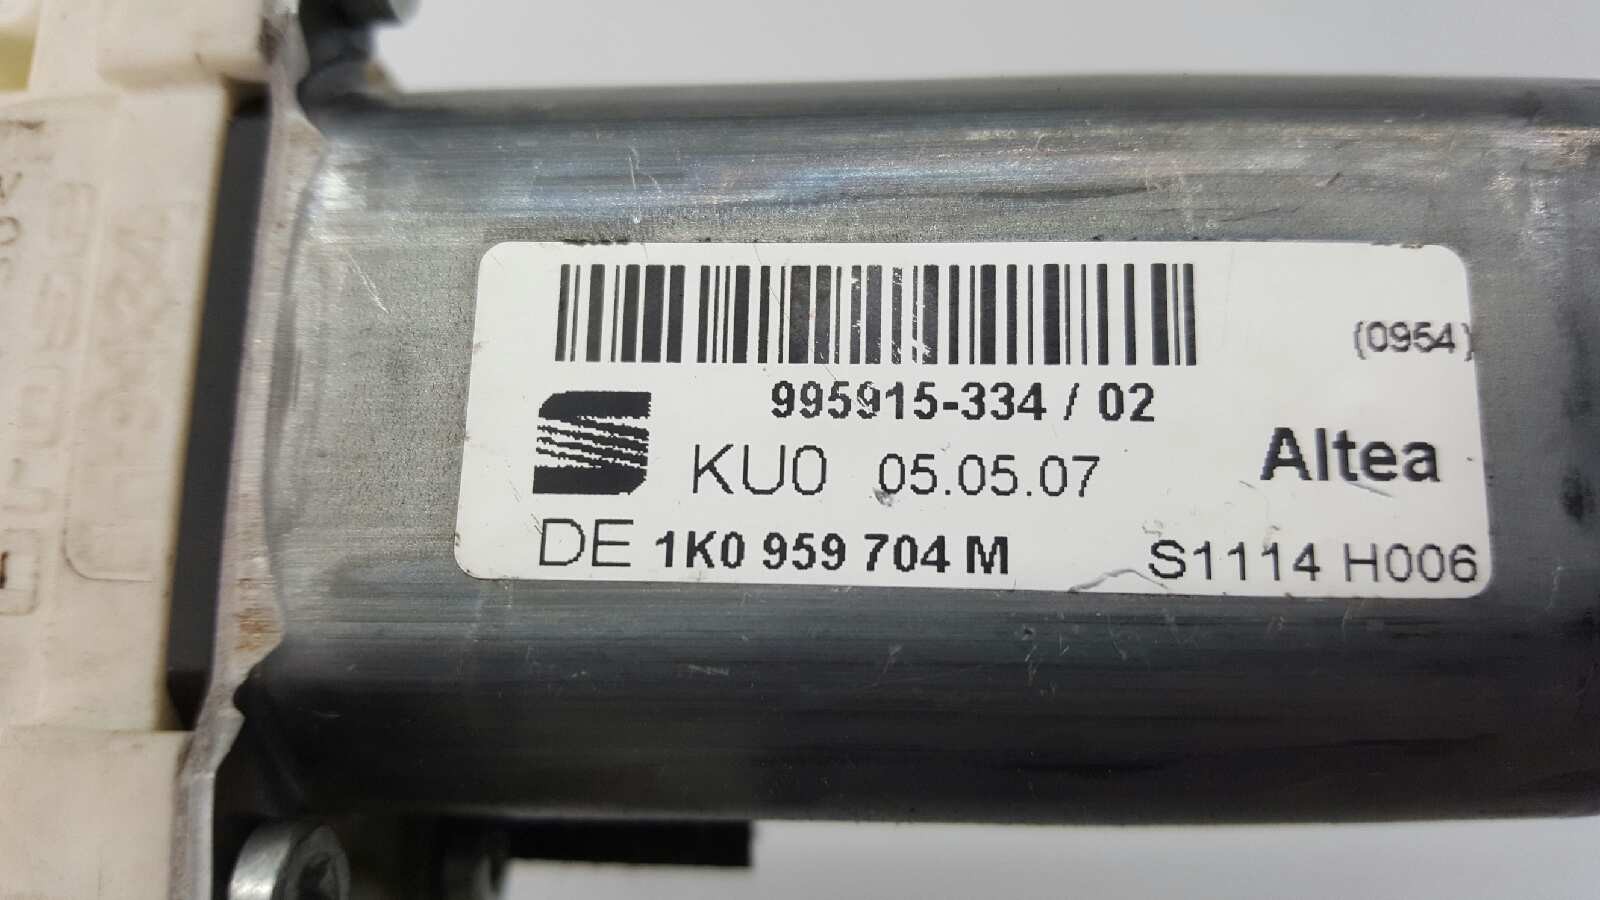 (0954)
995915-334 / 02
KU0 05.05.07
Altea
DE 1K0 959 704 M
S1114 H006